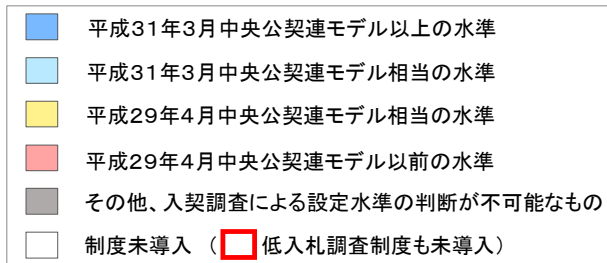 平成31年3月中央公契連モデル以上の水準
平成31年3月中央公契連モデル相当の水準
平成29年4月中央公契連モデル相当の水準
平成29年4月中央公契連モデル以前の水準
その他、入契調査による設定水準の判断が不可能なもの
制度未導入 （ 低入札調査制度も未導入）